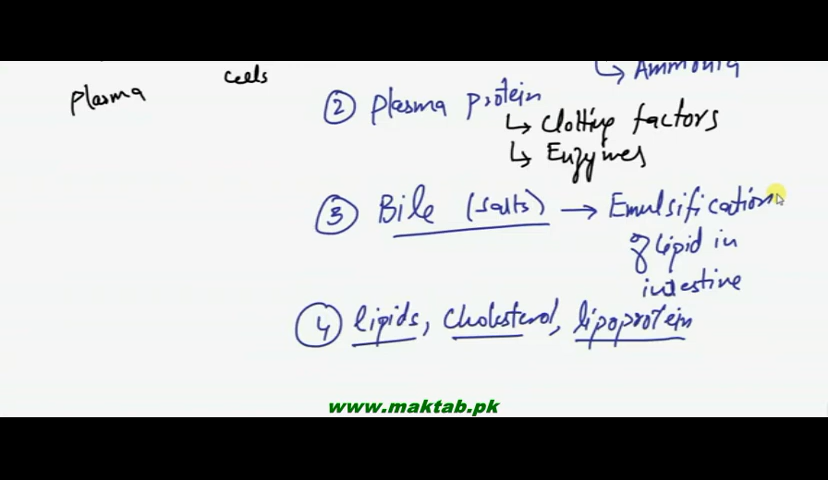 ↳ Ammonia
cells
Plasma
② plasma protein
↳ Clotting factors
↳ Enzymes
③ Bile (salts) → Emulsification
of lipid in
intestine
④ lipids, cholesterol, lipoprotein
www.maktab.pk